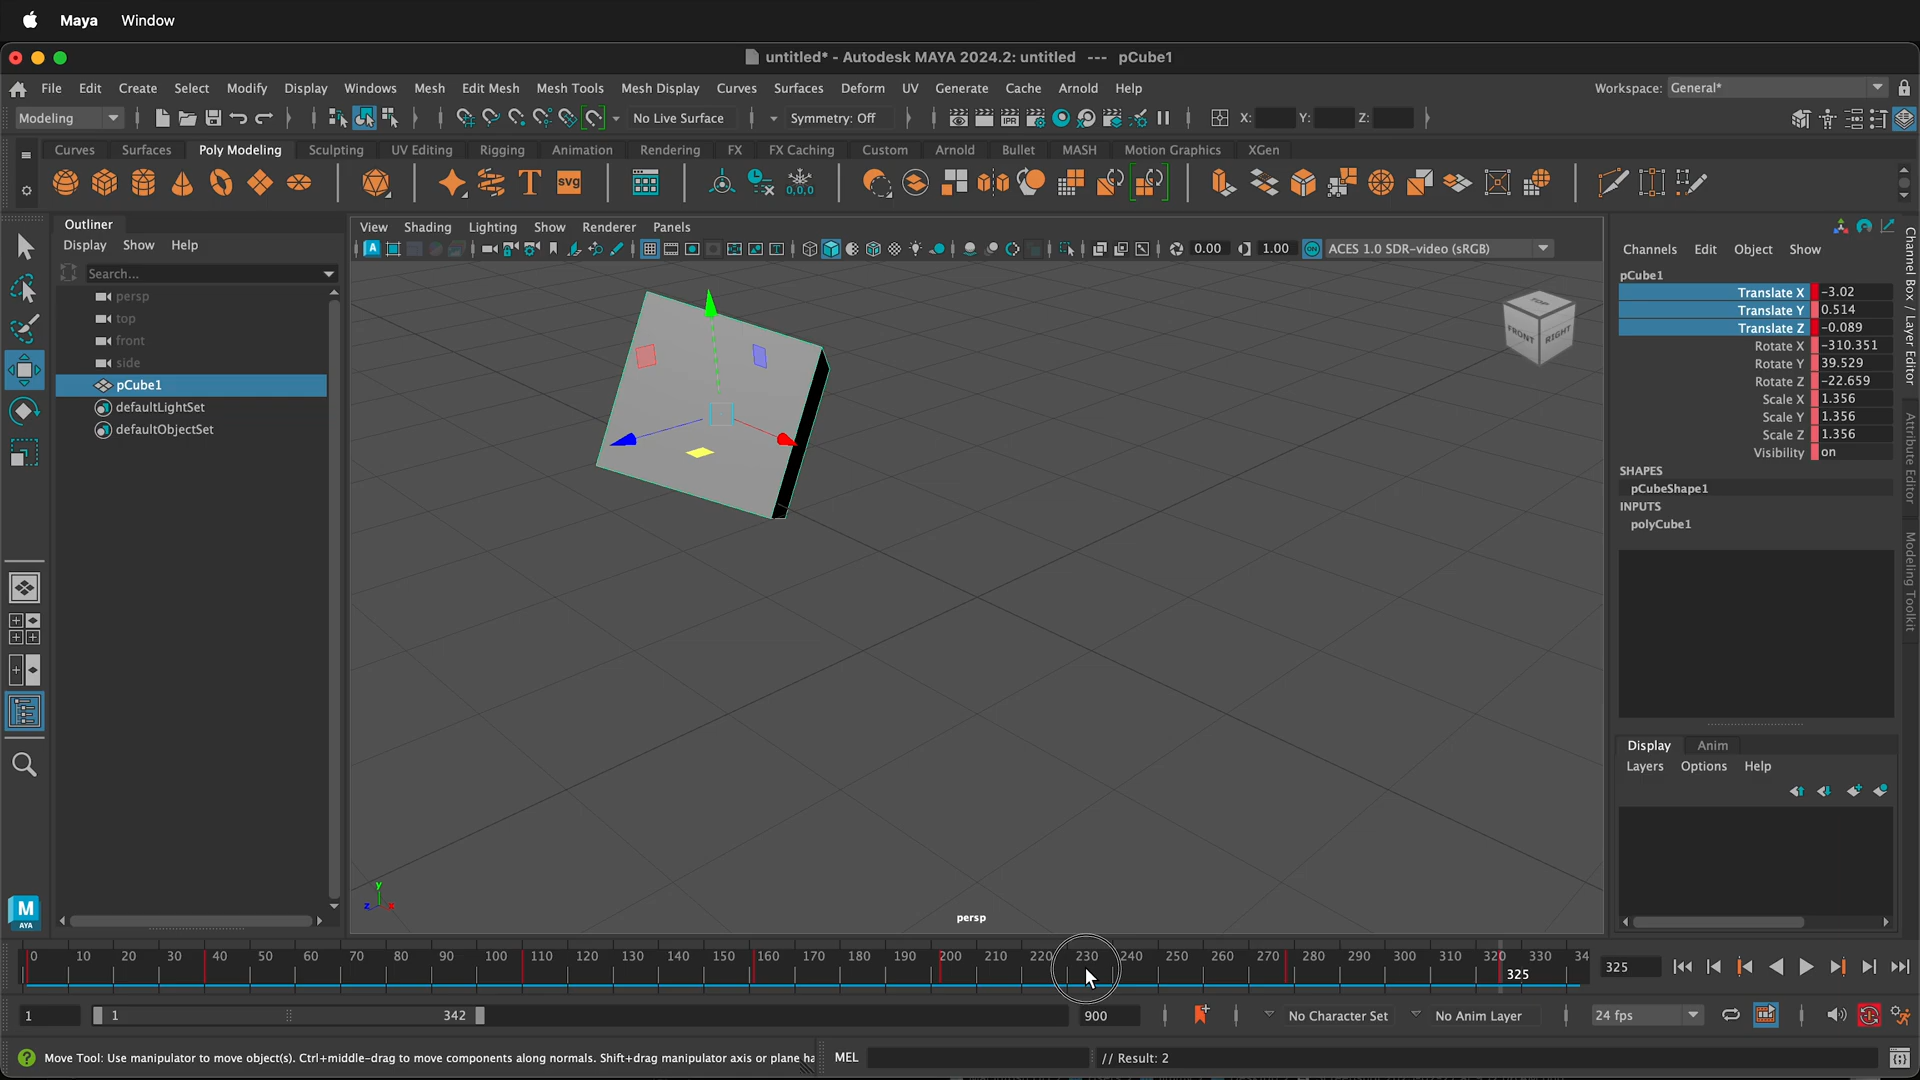 Maya Window
untitled* - Autodesk MAYA 2024.2: untitled --- pCube1
File Edit Create Select Modify Display Windows Mesh Edit Mesh Mesh Tools Mesh Display Curves Surfaces Deform UV Generate Cache Arnold Help Workspace: General*
Modeling No Live Surface Symmetry: Off X: Y: Z:
Curves Surfaces Poly Modeling Sculpting UV Editing Rigging Animation Rendering FX FX Caching Custom Arnold Bullet MASH Motion Graphics XGen
T svg 0,0,0
Outliner
Display Show Help
Search...
persp
top
front
side
pCube1
defaultLightSet
defaultObjectSet
View Shading Lighting Show Renderer Panels
0.00 1.00 ON ACES 1.0 SDR-video (sRGB)
TOP
FRONT RIGHT
y
z x
persp
Channels Edit Object Show
pCube1
Translate X -3.02
Translate Y 0.514
Translate Z -0.089
Rotate X -310.351
Rotate Y 39.529
Rotate Z -22.659
Scale X 1.356
Scale Y 1.356
Scale Z 1.356
Visibility on
SHAPES
pCubeShape1
INPUTS
polyCube1
Channel Box / Layer Editor
Attribute Editor
Modeling Toolkit
Display Anim
Layers Options Help
M
AYA
0 10 20 30 40 50 60 70 80 90 100 110 120 130 140 150 160 170 180 190 200 210 220 230 240 250 260 270 280 290 300 310 320 330 34
325
325
1 1 342 900 No Character Set No Anim Layer 24 fps
Move Tool: Use manipulator to move object(s). Ctrl+middle-drag to move components along normals. Shift+drag manipulator axis or plane ha
MEL // Result: 2